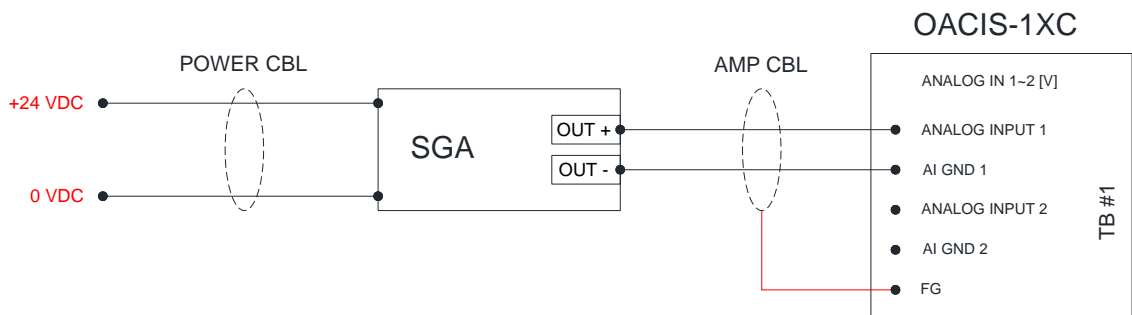 OACIS-1XC
POWER CBL
AMP CBL
ANALOG IN 1~2 [V]
+24 VDC
OUT +
ANALOG INPUT 1
SGA
OUT -
AI GND 1
0 VDC
ANALOG INPUT 2
TB #1
AI GND 2
FG